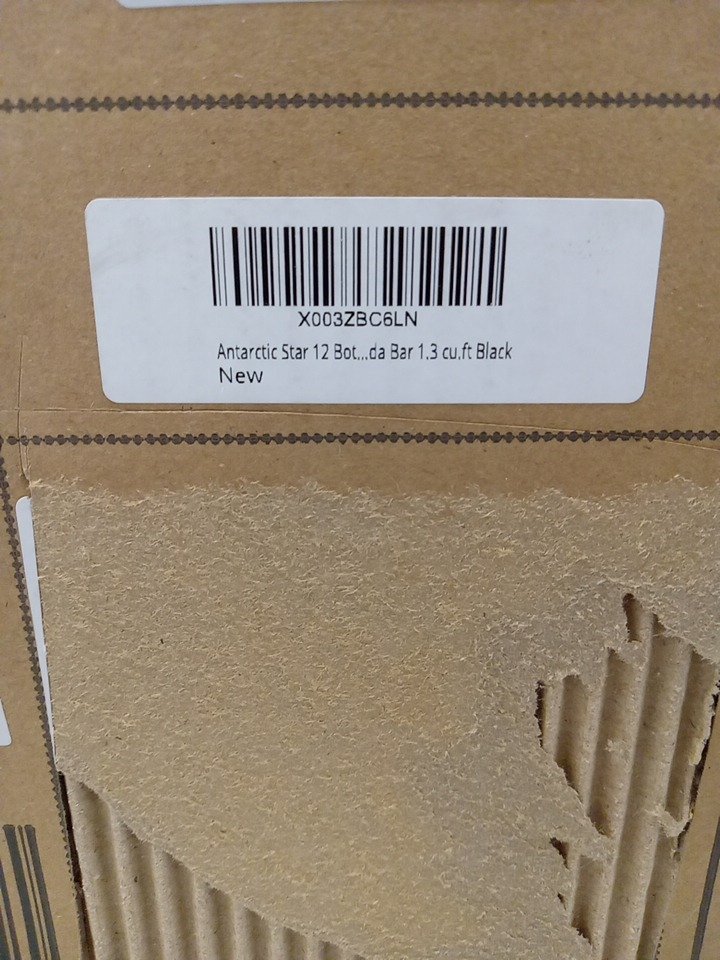 X003ZBC6LN
Antarctic Star 12 Bot...da Bar 1.3 cu.ft Black
New